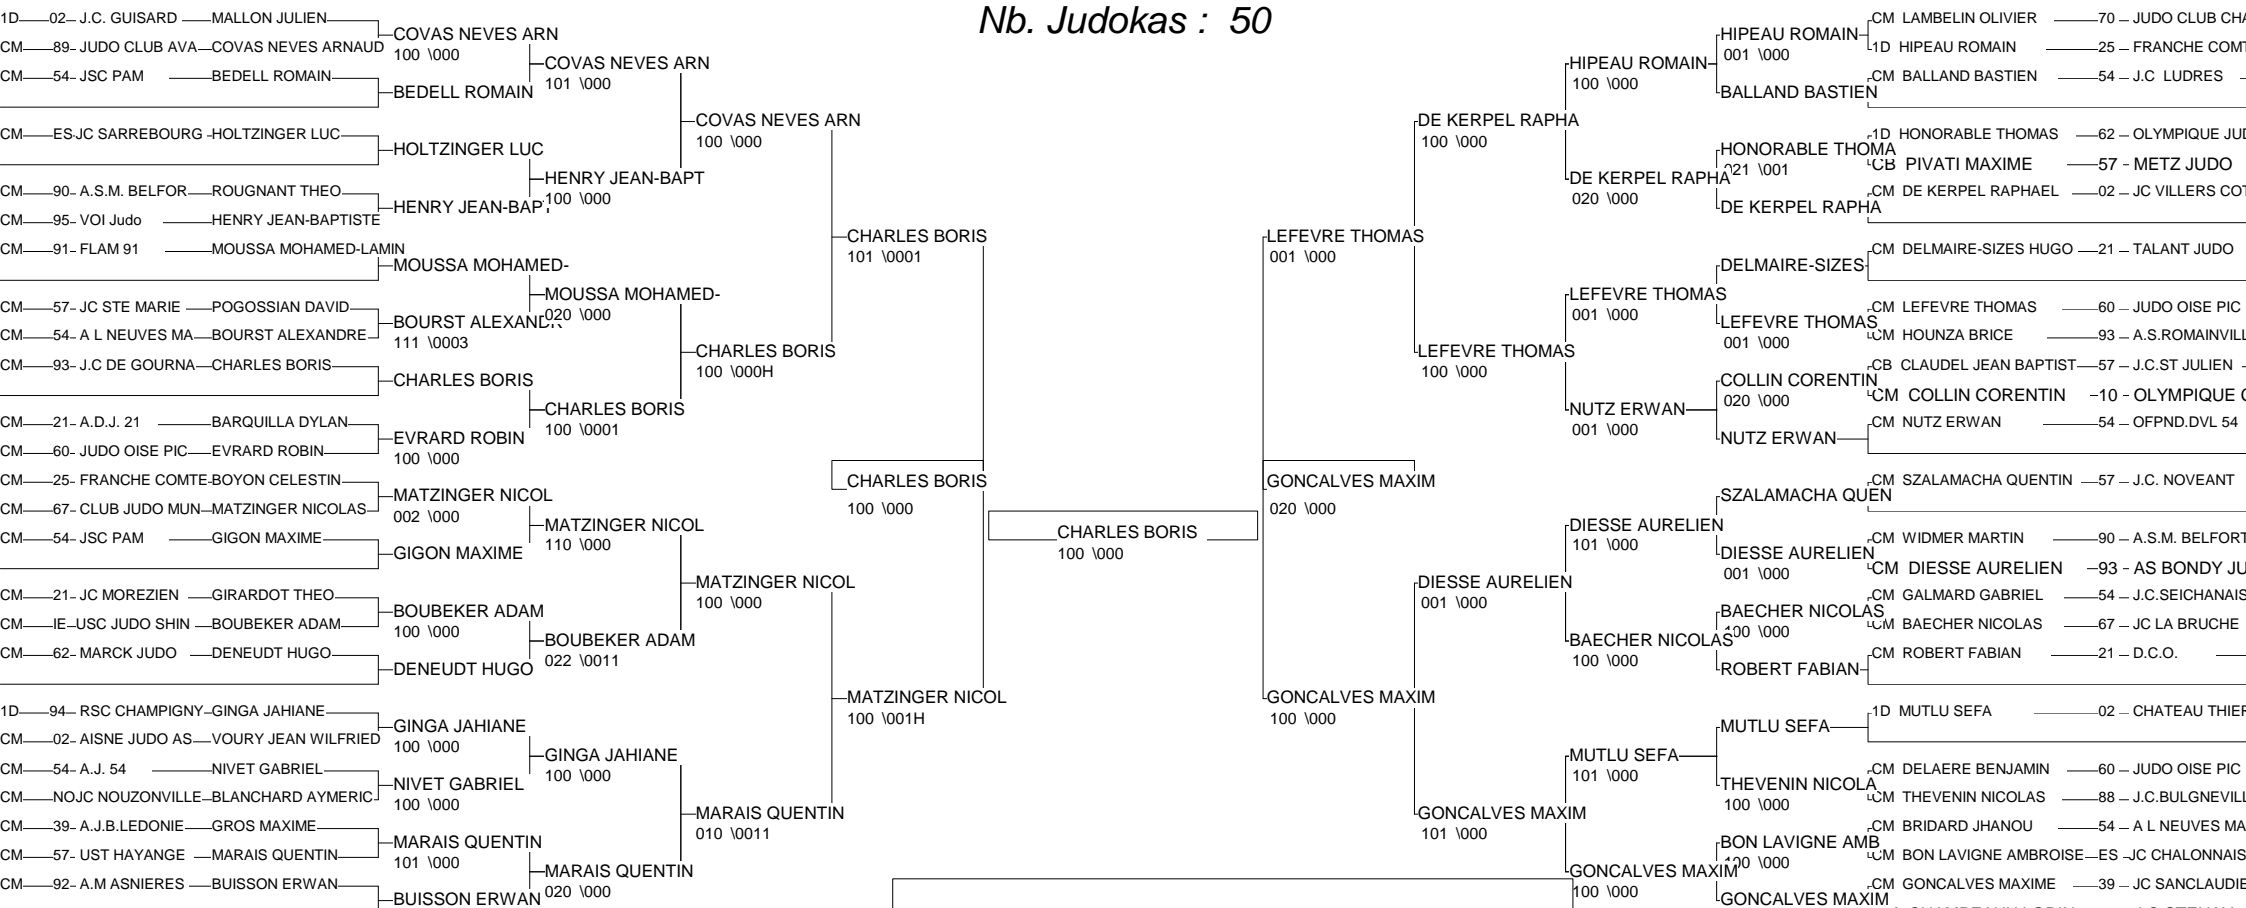 Nb. Judokas : 50
1D 02 J.C. GUISARD MALLON JULIEN
CM 89 JUDO CLUB AVA COVAS NEVES ARNAUD
CM 54 JSC PAM BEDELL ROMAIN
CM ES JC SARREBOURG HOLTZINGER LUC
CM 90 A.S.M. BELFOR ROUGNANT THEO
CM 95 VOI Judo HENRY JEAN-BAPTISTE
CM 91 FLAM 91 MOUSSA MOHAMED-LAMIN
CM 57 JC STE MARIE POGOSSIAN DAVID
CM 54 A L NEUVES MA BOURST ALEXANDRE
CM 93 J.C DE GOURNA CHARLES BORIS
CM 21 A.D.J. 21 BARQUILLA DYLAN
CM 60 JUDO OISE PIC EVRARD ROBIN
CM 25 FRANCHE COMTE BOYON CELESTIN
CM 67 CLUB JUDO MUN MATZINGER NICOLAS
CM 54 JSC PAM GIGON MAXIME
CM 21 JC MOREZIEN GIRARDOT THEO
CM IE USC JUDO SHIN BOUBEKER ADAM
CM 62 MARCK JUDO DENEUDT HUGO
1D 94 RSC CHAMPIGNY GINGA JAHIANE
CM 02 AISNE JUDO AS VOURY JEAN WILFRIED
CM 54 A.J. 54 NIVET GABRIEL
CM NO JC NOUZONVILLE BLANCHARD AYMERIC
CM 39 A.J.B.LEDONIE GROS MAXIME
CM 57 UST HAYANGE MARAIS QUENTIN
CM 92 A.M ASNIERES BUISSON ERWAN
COVAS NEVES ARN
100 \000
BEDELL ROMAIN
HOLTZINGER LUC
HENRY JEAN-BAP
MOUSSA MOHAMED-
BOURST ALEXAND
111 \0003
CHARLES BORIS
EVRARD ROBIN
100 \000
MATZINGER NICOL
002 \000
GIGON MAXIME
BOUBEKER ADAM
100 \000
DENEUDT HUGO
GINGA JAHIANE
100 \000
NIVET GABRIEL
100 \000
MARAIS QUENTIN
101 \000
BUISSON ERWAN
COVAS NEVES ARN
101 \000
HENRY JEAN-BAPT
100 \000
MOUSSA MOHAMED-
020 \000
CHARLES BORIS
100 \0001
MATZINGER NICOL
110 \000
BOUBEKER ADAM
022 \0011
GINGA JAHIANE
100 \000
MARAIS QUENTIN
020 \000
COVAS NEVES ARN
100 \000
CHARLES BORIS
100 \000H
MATZINGER NICOL
100 \000
MARAIS QUENTIN
010 \0011
CHARLES BORIS
101 \0001
CHARLES BORIS
100 \000
MATZINGER NICOL
100 \001H
CHARLES BORIS
100 \000
LEFEVRE THOMAS
001 \000
GONCALVES MAXIM
020 \000
GONCALVES MAXIM
100 \000
DE KERPEL RAPHA
100 \000
LEFEVRE THOMAS
100 \000
DIESSE AURELIEN
001 \000
GONCALVES MAXIM
101 \000
HIPEAU ROMAIN
100 \000
DE KERPEL RAPHA
020 \000
LEFEVRE THOMAS
001 \000
NUTZ ERWAN
001 \000
DIESSE AURELIEN
101 \000
BAECHER NICOLAS
100 \000
MUTLU SEFA
101 \000
GONCALVES MAXIM
100 \000
HIPEAU ROMAIN
001 \000
BALLAND BASTIEN
HONORABLE THOMA
021 \001
DE KERPEL RAPHA
DELMAIRE-SIZES
LEFEVRE THOMAS
001 \000
COLLIN CORENTIN
020 \000
NUTZ ERWAN
SZALAMACHA QUEN
DIESSE AURELIEN
001 \000
BAECHER NICOLAS
100 \000
ROBERT FABIAN
MUTLU SEFA
THEVENIN NICOLA
100 \000
BON LAVIGNE AMB
100 \000
GONCALVES MAXIM
CM LAMBELIN OLIVIER 70 JUDO CLUB CHA
1D HIPEAU ROMAIN 25 FRANCHE COMT
CM BALLAND BASTIEN 54 J.C LUDRES
1D HONORABLE THOMAS 62 OLYMPIQUE JUD
CB PIVATI MAXIME 57 METZ JUDO
CM DE KERPEL RAPHAEL 02 JC VILLERS COT
CM DELMAIRE-SIZES HUGO 21 TALANT JUDO
CM LEFEVRE THOMAS 60 JUDO OISE PIC
CM HOUNZA BRICE 93 A.S.ROMAINVILL
CB CLAUDEL JEAN BAPTIST 57 J.C.ST JULIEN
CM COLLIN CORENTIN 10 OLYMPIQUE
CM NUTZ ERWAN 54 OFPND.DVL 54
CM SZALAMACHA QUENTIN 57 J.C. NOVEANT
CM WIDMER MARTIN 90 A.S.M. BELFORT
CM DIESSE AURELIEN 93 AS BONDY JU
CM GALMARD GABRIEL 54 J.C.SEICHANAIS
CM BAECHER NICOLAS 67 JC LA BRUCHE
CM ROBERT FABIAN 21 D.C.O.
1D MUTLU SEFA 02 CHATEAU THIER
CM DELAERE BENJAMIN 60 JUDO OISE PIC
CM THEVENIN NICOLAS 88 J.C.BULGNEVILL
CM BRIDARD JHANOU 54 A L NEUVES MA
CM BON LAVIGNE AMBROISE ES JC CHALONNAIS
CM GONCALVES MAXIME 39 JC SANCLAUDIE